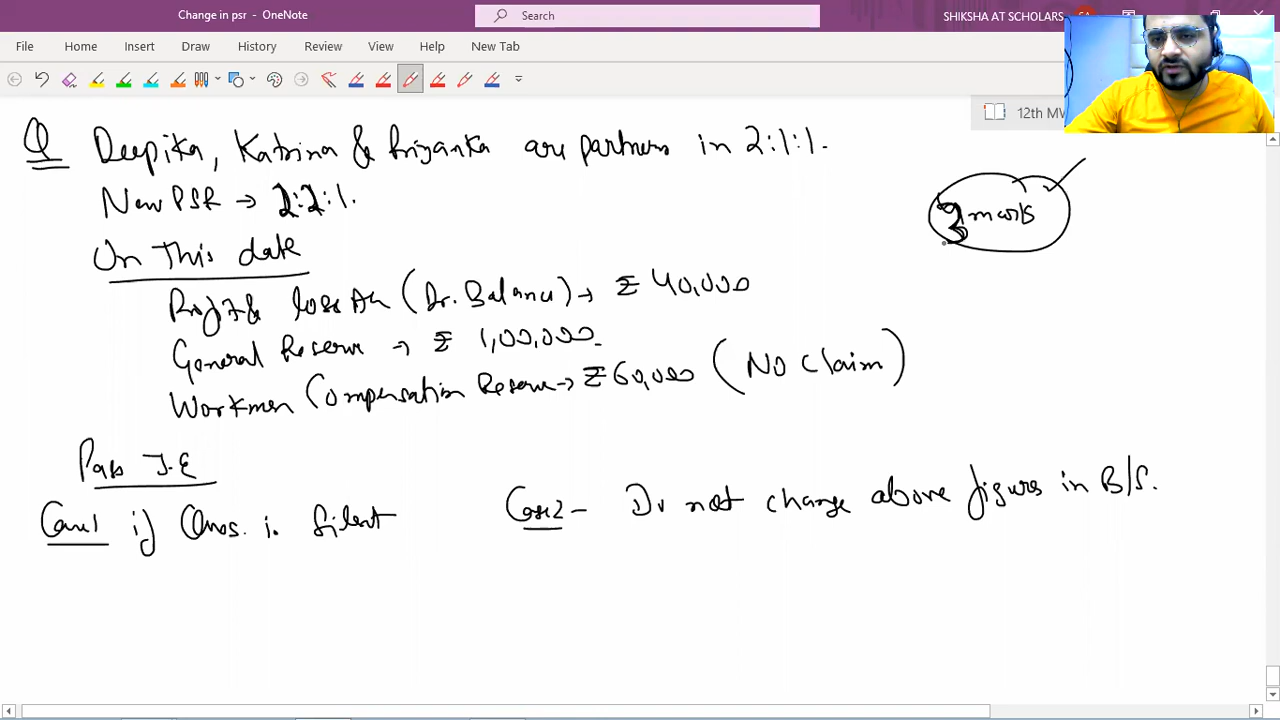 Change in psr - OneNote
Search
SHIKSHA AT SCHOLARS
File Home Insert Draw History Review View Help New Tab
12th MW
Q Deepika, Katrina & Priyanka are partners in 2:1:1.
New PSR → 2:2:1.
3 marks
On This date
Profit & loss A/c (Dr. Balance) → ₹ 40,000
General Reserve → ₹ 1,00,000.
Workmen Compensation Reserve → ₹ 60,000 (No Claim)
Pass J.E
Case 1 if Ques. is Silent
Case 2 - Do not change above figures in B/S.